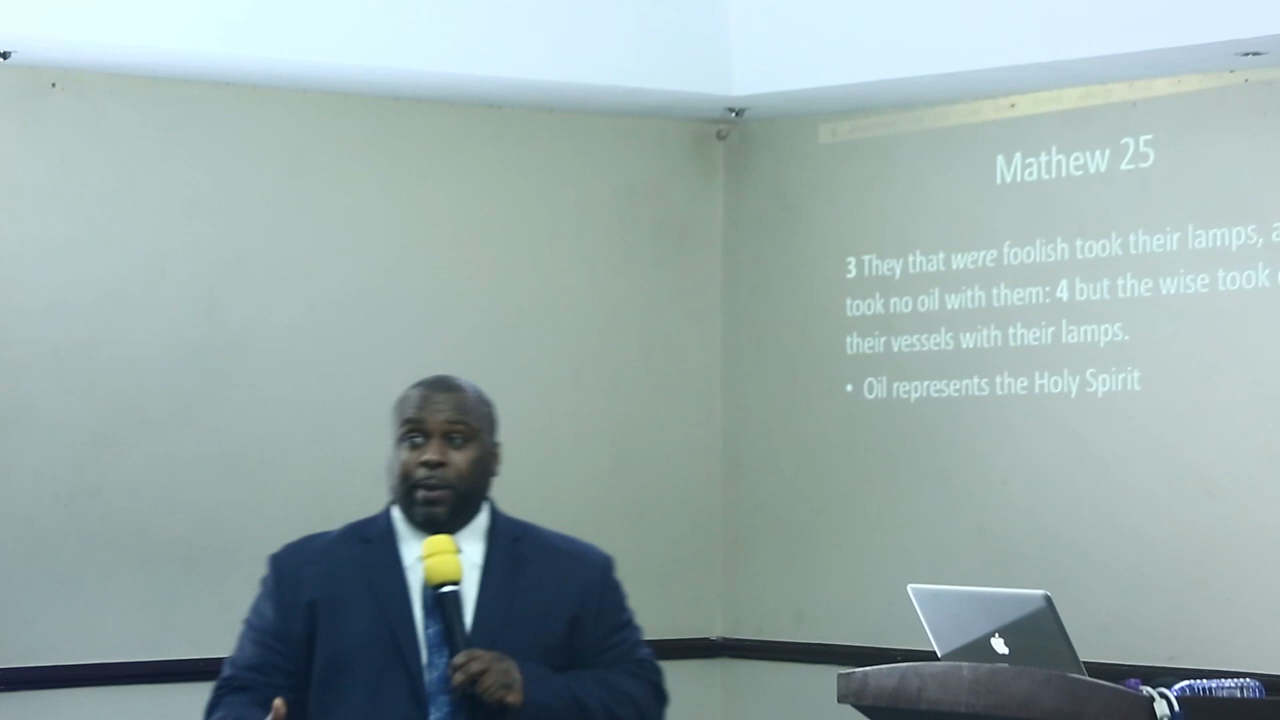 Mathew 25
3 They that were foolish took their lamps,
took no oil with them: 4 but the wise took
their vessels with their lamps.
• Oil represents the Holy Spirit